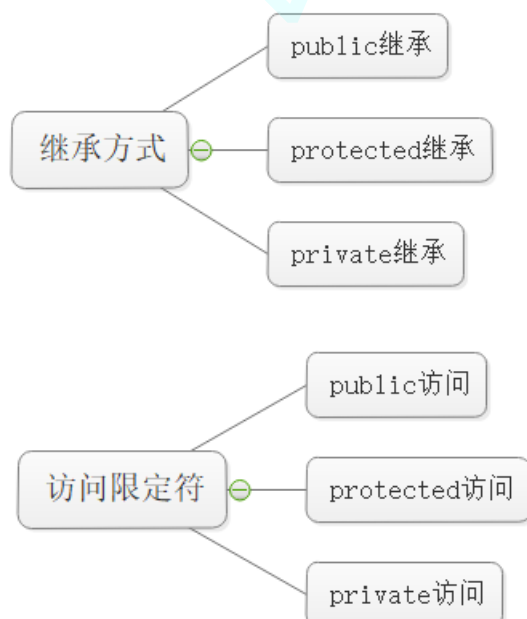 public继承
继承方式
protected继承
private继承
public访问
访问限定符
protected访问
private访问